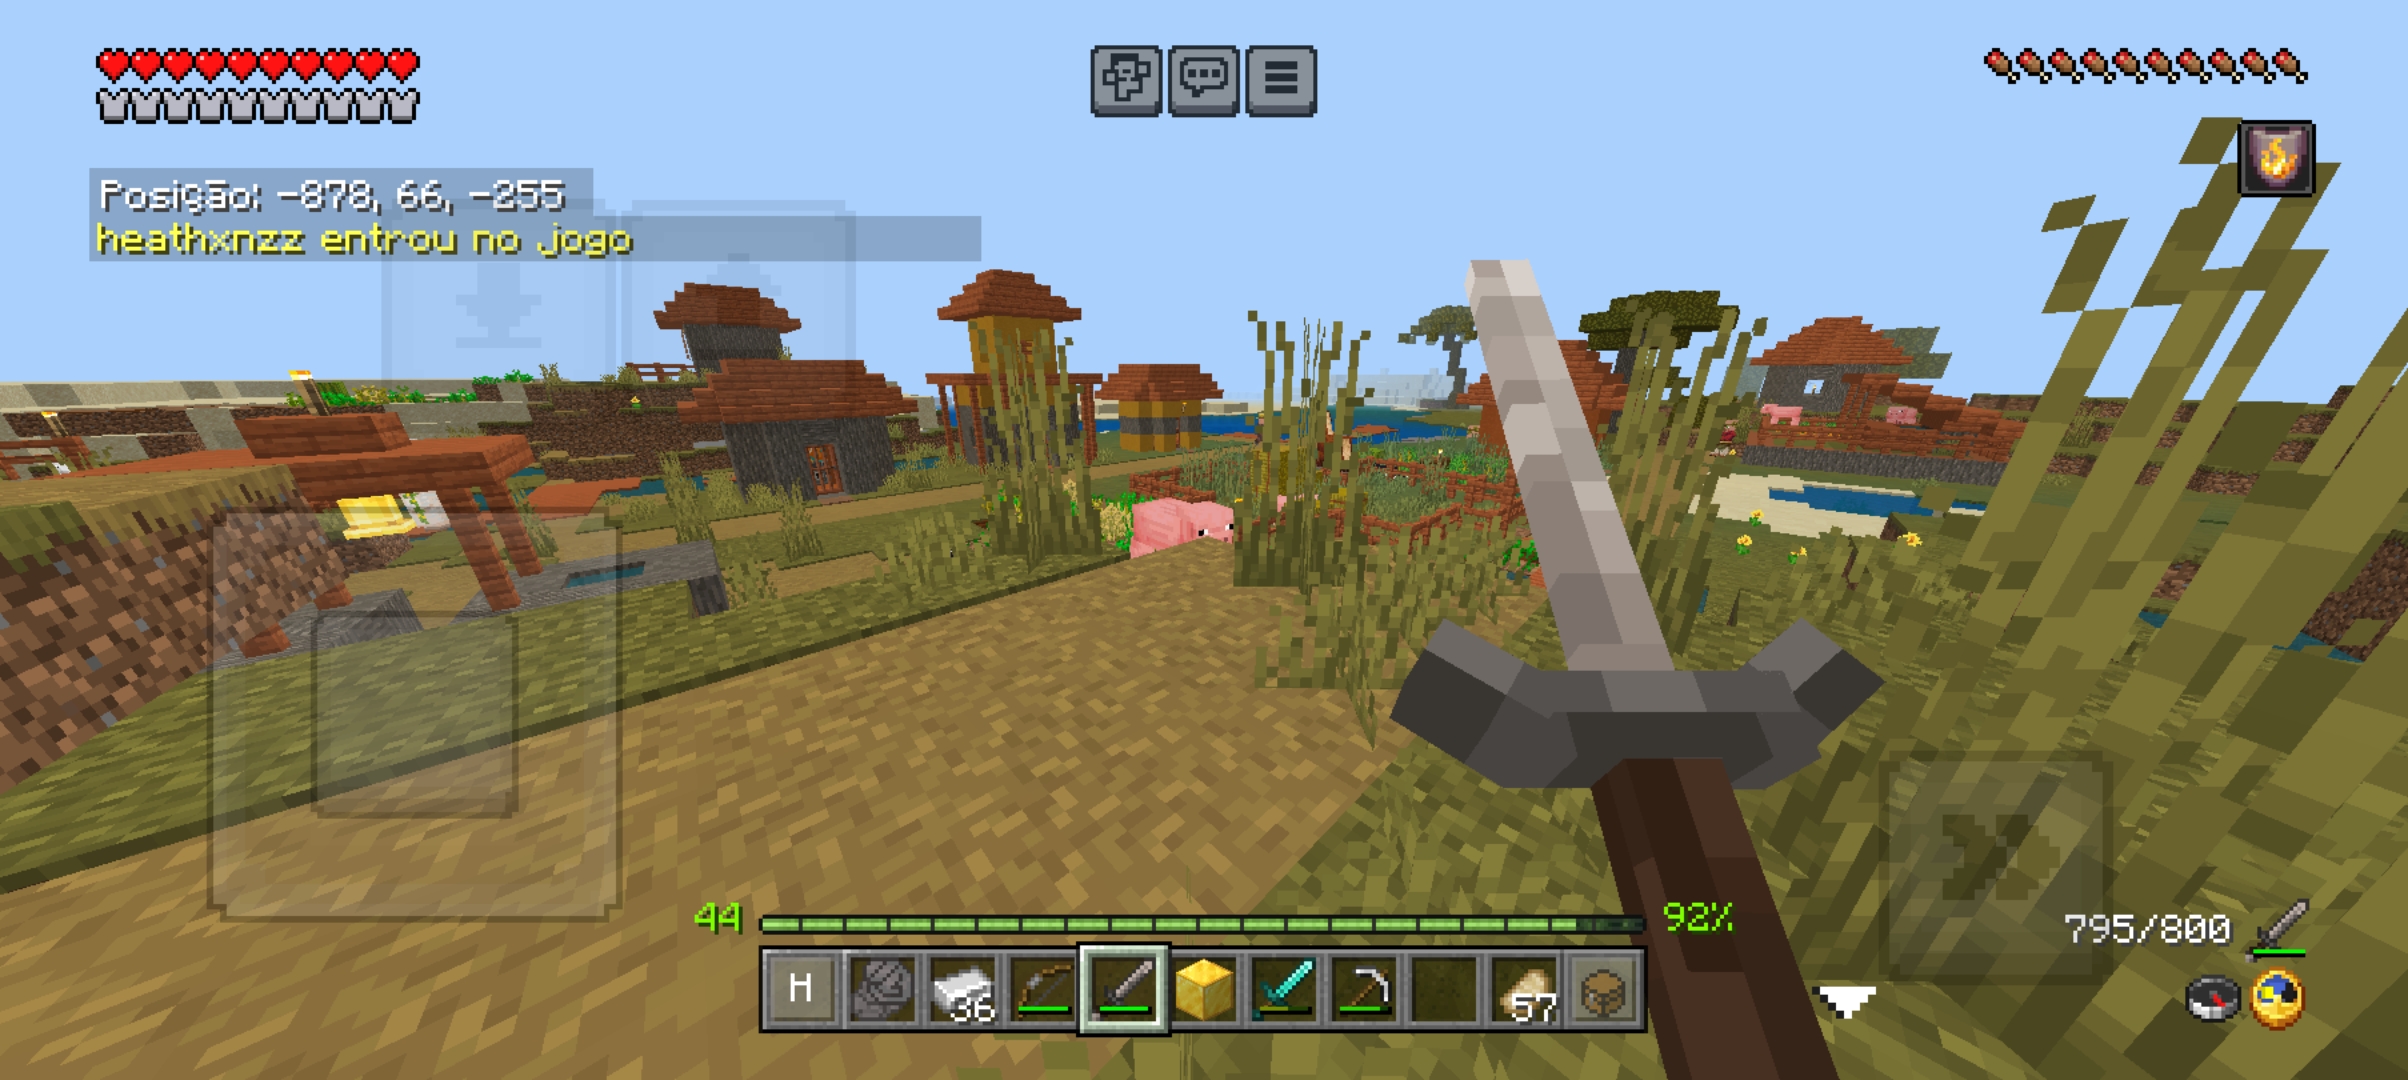 Posição: -878, 66, -255
heathxnzz entrou no jogo
44
92%
795/800
H
36
57